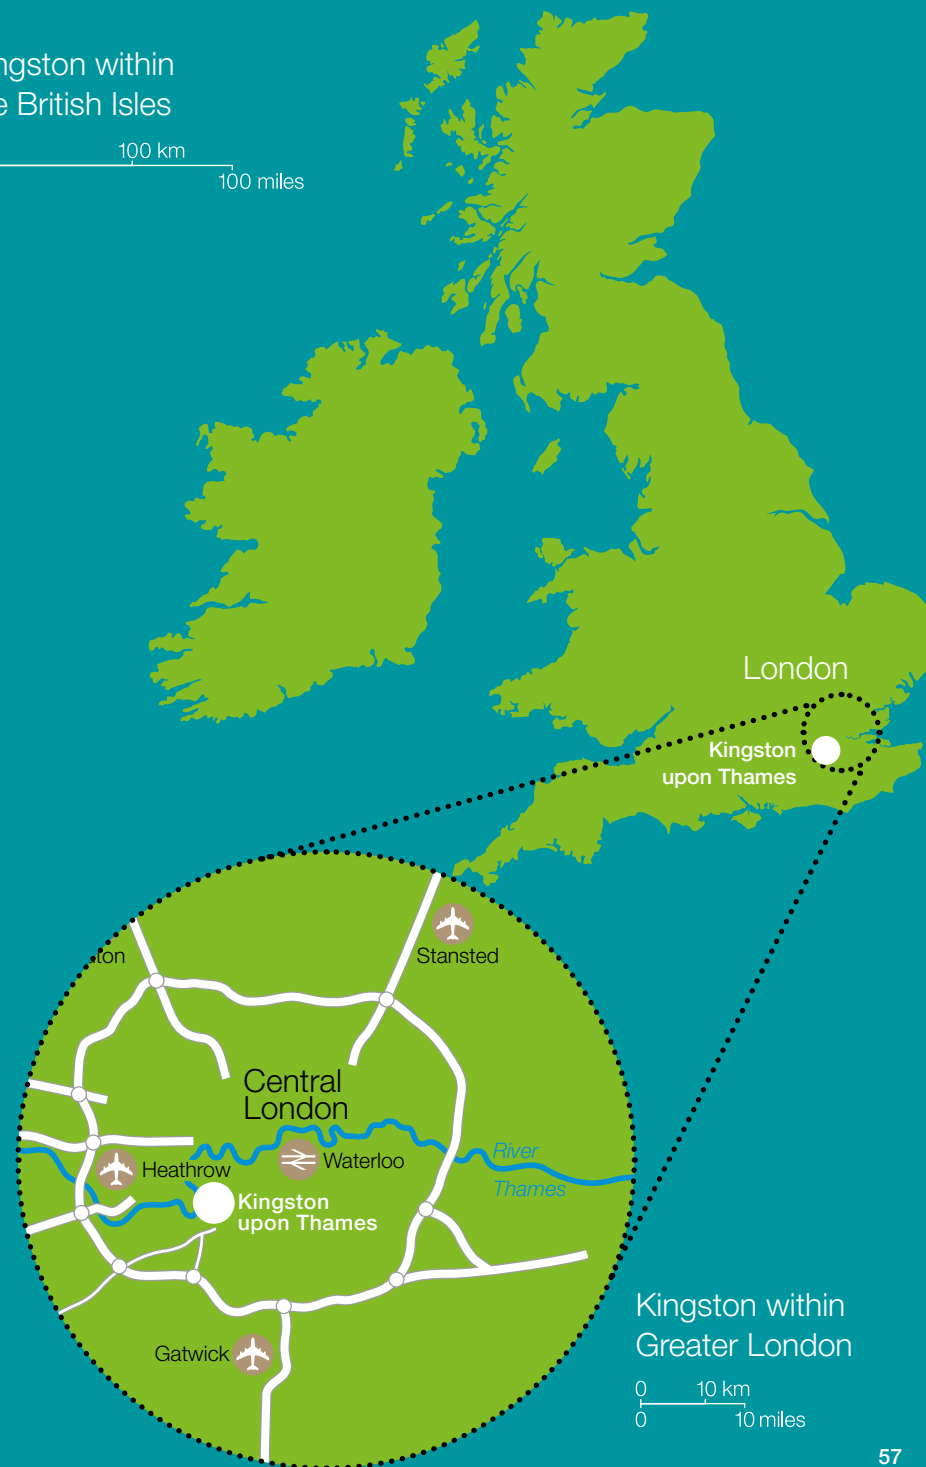 ngston within
e British Isles
100 km
100 miles
London
Kingston
upon Thames
ton
Stansted
Central
London
River
Thames
Waterloo
Heathrow
Kingston
upon Thames
Gatwick
Kingston within
Greater London
0 10 km
0 10 miles
57